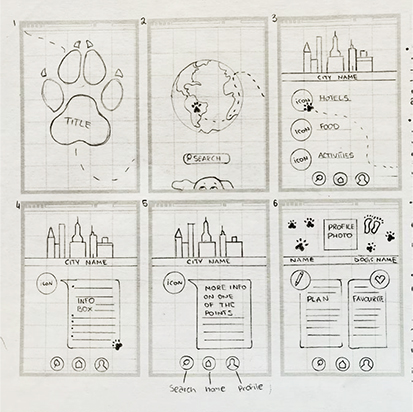 1
TITLE
2
SEARCH
3
CITY NAME
ICON HOTELS
ICON FOOD
ICON ACTIVITIES
4
CITY NAME
ICON
INFO
BOX
5
CITY NAME
ICON
MORE INFO
ON ONE
OF THE
POINTS
Search home Profile
6
PROFILE
PHOTO
NAME
DOGS NAME
PLAN
FAVOURITE